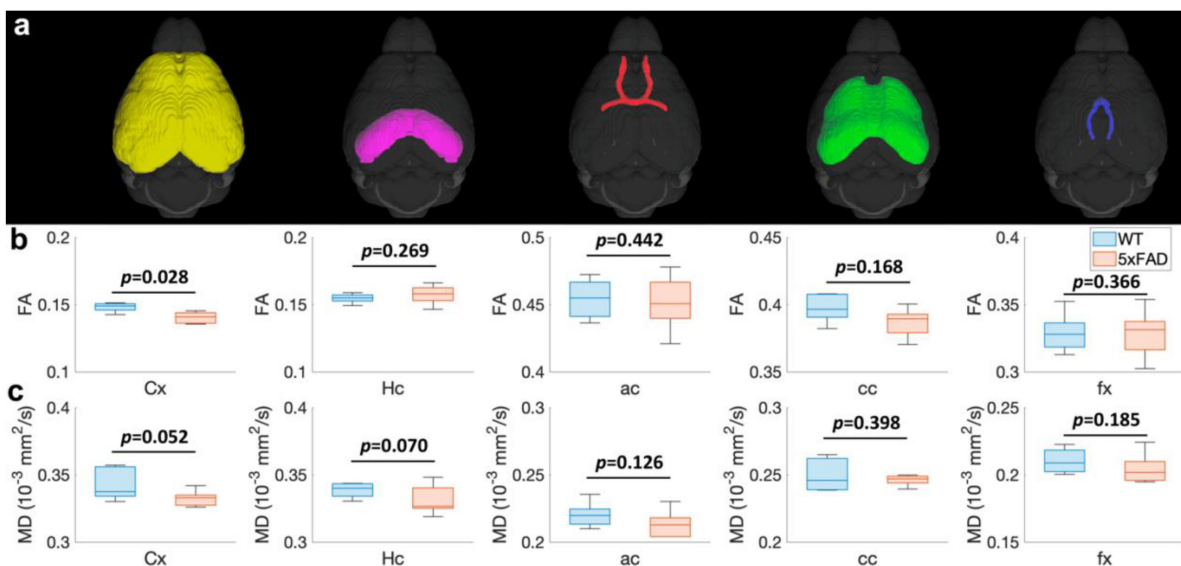 a
b
WT
5xFAD
FA
0.2
0.15
0.1
p=0.028
Cx
FA
0.2
0.15
0.1
p=0.269
Hc
FA
0.5
0.45
0.4
p=0.442
ac
FA
0.45
0.4
0.35
p=0.168
cc
FA
0.4
0.35
0.3
p=0.366
fx
c
MD (10⁻³ mm²/s)
0.4
0.35
0.3
p=0.052
Cx
MD (10⁻³ mm²/s)
0.4
0.35
0.3
p=0.070
Hc
MD (10⁻³ mm²/s)
0.3
0.25
0.2
p=0.126
ac
MD (10⁻³ mm²/s)
0.3
0.25
0.2
p=0.398
cc
MD (10⁻³ mm²/s)
0.25
0.2
0.15
p=0.185
fx